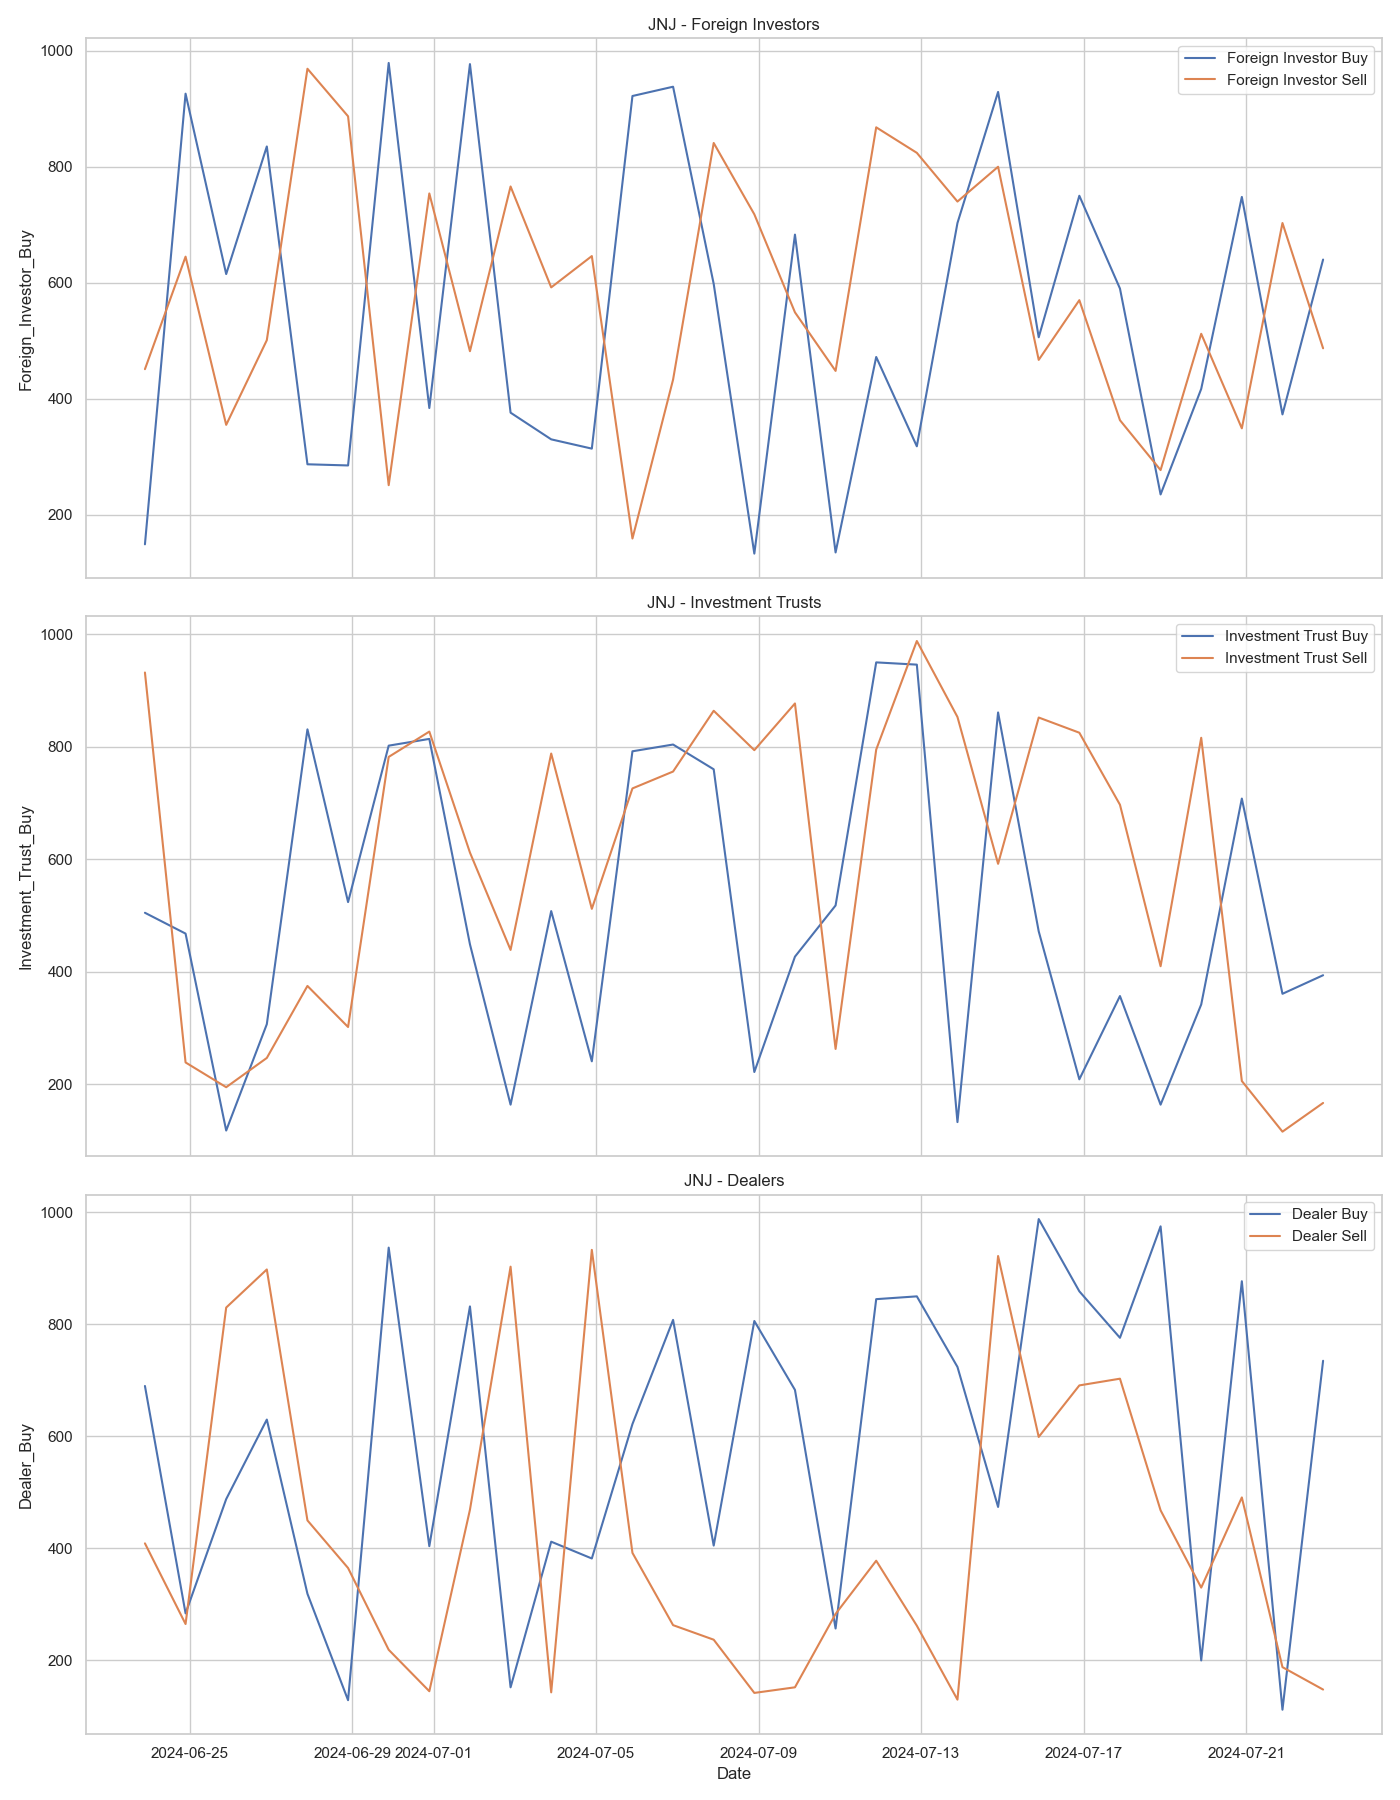 JNJ - Foreign Investors
Foreign_Investor_Buy
1000
800
600
400
200
Foreign Investor Buy
Foreign Investor Sell
JNJ - Investment Trusts
Investment_Trust_Buy
1000
800
600
400
200
Investment Trust Buy
Investment Trust Sell
JNJ - Dealers
Dealer_Buy
1000
800
600
400
200
Dealer Buy
Dealer Sell
2024-06-25 2024-06-29 2024-07-01 2024-07-05 2024-07-09 2024-07-13 2024-07-17 2024-07-21
Date